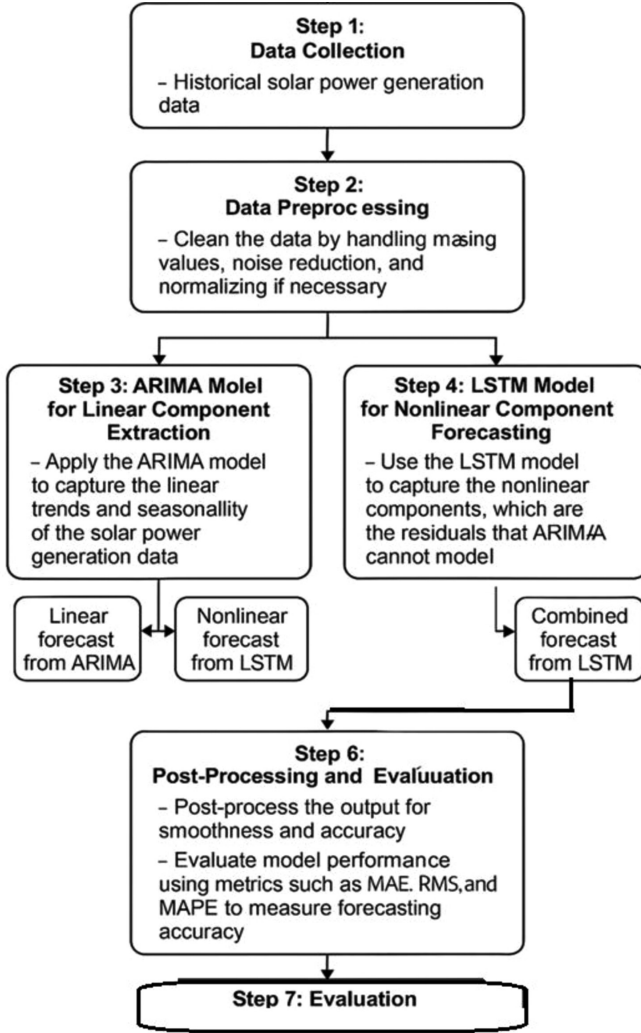 Step 1:
Data Collection
– Historical solar power generation
data
Step 2:
Data Preproc essing
– Clean the data by handling masing
values, noise reduction, and
normalizing if necessary
Step 3: ARIMA Molel
for Linear Component
Extraction
– Apply the ARIMA model
to capture the linear
trends and seasonallity
of the solar power
generation data
Step 4: LSTM Model
for Nonlinear Component
Forecasting
– Use the LSTM model
to capture the nonlinear
components, which are
the residuals that ARIMA
cannot model
Linear
forecast
from ARIMA
Nonlinear
forecast
from LSTM
Combined
forecast
from LSTM
Step 6:
Post-Processing and Evaluuation
– Post-process the output for
smoothness and accuracy
– Evaluate model performance
using metrics such as MAE. RMS,and
MAPE to measure forecasting
accuracy
Step 7: Evaluation